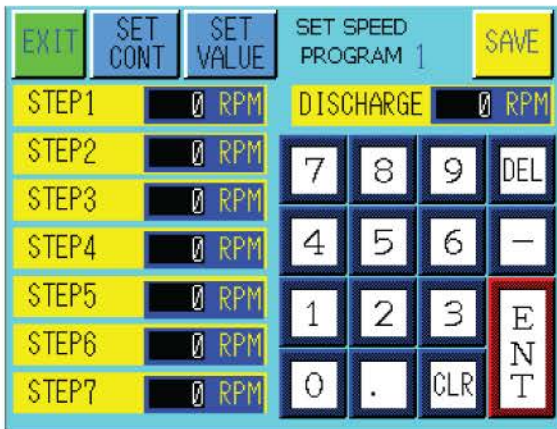 EXIT SET CONT SET VALUE SET SPEED PROGRAM 1 SAVE
STEP1 0 RPM DISCHARGE 0 RPM
STEP2 0 RPM
7 8 9 DEL
STEP3 0 RPM
STEP4 0 RPM
4 5 6 -
STEP5 0 RPM
1 2 3 ENT
STEP6 0 RPM
STEP7 0 RPM
0 . CLR